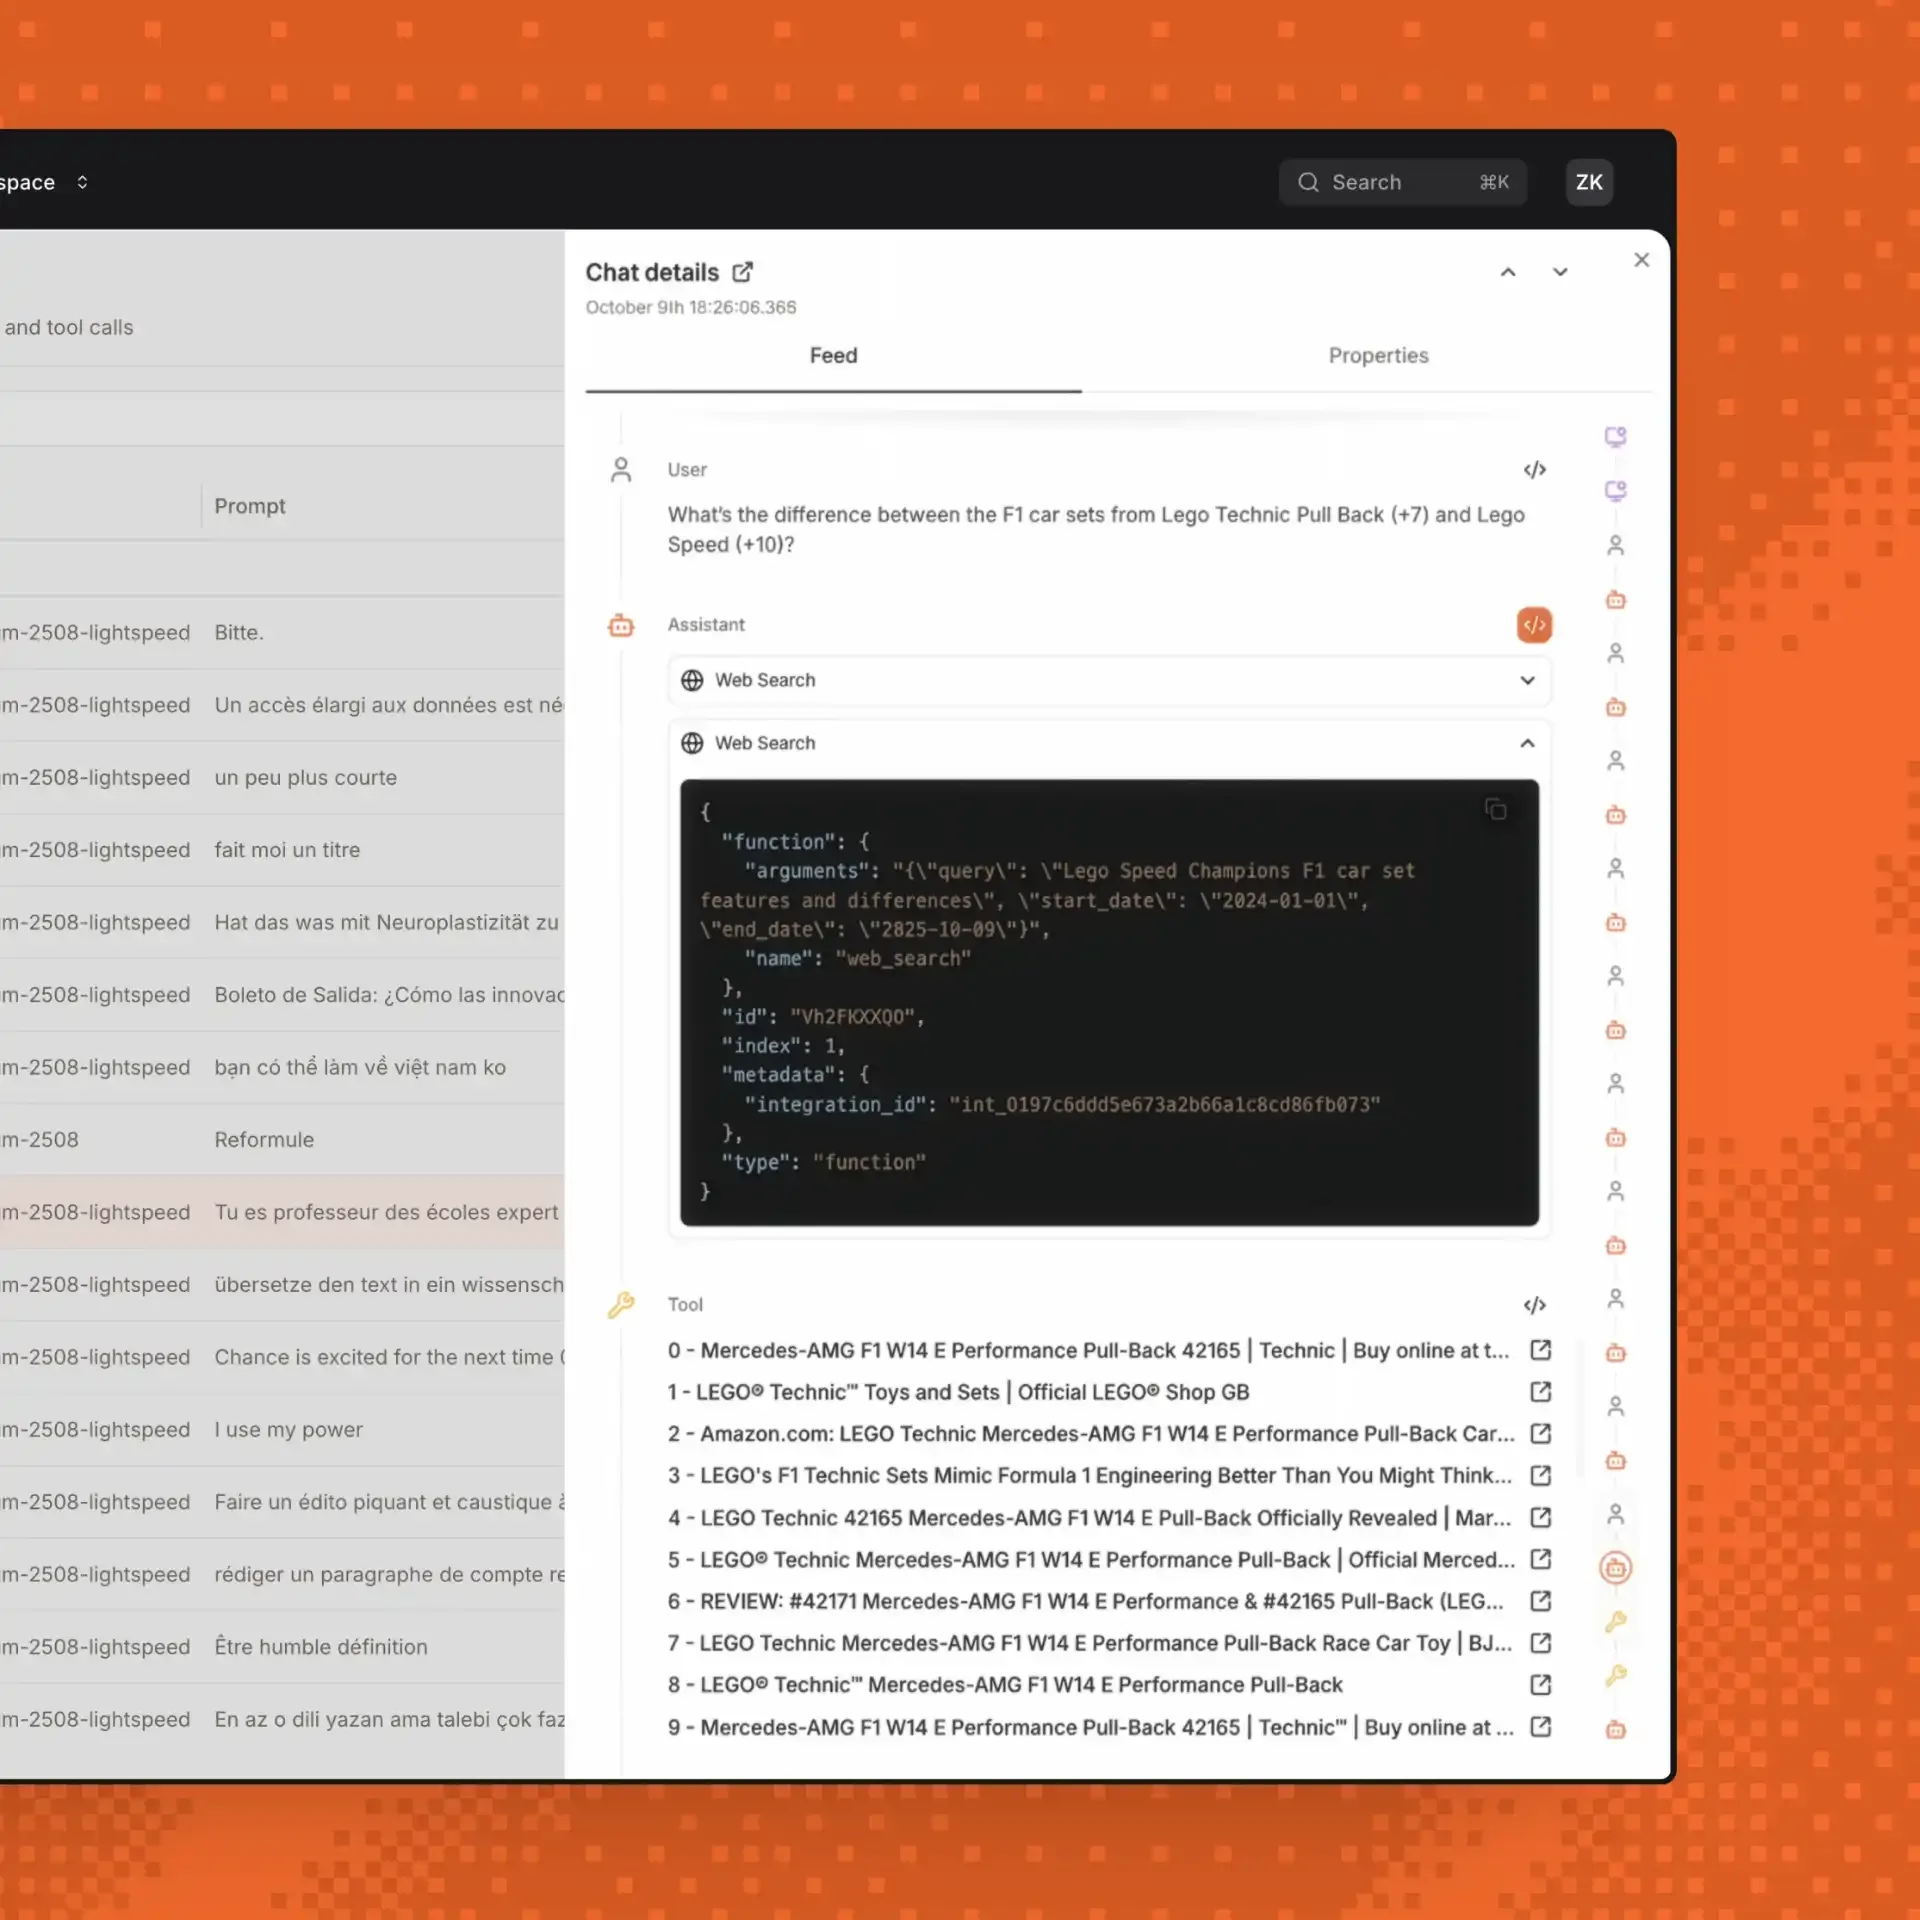 space
Search ⌘K
ZK
and tool calls
Prompt
m-2508-lightspeed Bitte.
m-2508-lightspeed Un accès élargi aux données est né
m-2508-lightspeed un peu plus courte
m-2508-lightspeed fait moi un titre
m-2508-lightspeed Hat das was mit Neuroplastizität zu
m-2508-lightspeed Boleto de Salida: ¿Cómo las innovac
m-2508-lightspeed bạn có thể làm về việt nam ko
m-2508 Reformule
m-2508-lightspeed Tu es professeur des écoles expert
m-2508-lightspeed übersetze den text in ein wissensch
m-2508-lightspeed Chance is excited for the next time
m-2508-lightspeed I use my power
m-2508-lightspeed Faire un édito piquant et caustique à
m-2508-lightspeed rédiger un paragraphe de compte re
m-2508-lightspeed Être humble définition
m-2508-lightspeed En az o dili yazan ama talebi çok faz
Chat details
October 9th 18:26:06.366
Feed Properties
User
What's the difference between the F1 car sets from Lego Technic Pull Back (+7) and Lego
Speed (+10)?
Assistant
Web Search
Web Search
{
"function": {
"arguments": "{\"query\": \"Lego Speed Champions F1 car set
features and differences\", \"start_date\": \"2024-01-01\",
\"end_date\": \"2825-10-09\"}",
"name": "web_search"
},
"id": "Vh2FKXXQO",
"index": 1,
"metadata": {
"integration_id": "int_0197c6ddd5e673a2b66a1c8cd86fb073"
},
"type": "function"
}
Tool
0 - Mercedes-AMG F1 W14 E Performance Pull-Back 42165 | Technic | Buy online at t...
1 - LEGO® Technic™ Toys and Sets | Official LEGO® Shop GB
2 - Amazon.com: LEGO Technic Mercedes-AMG F1 W14 E Performance Pull-Back Car...
3 - LEGO's F1 Technic Sets Mimic Formula 1 Engineering Better Than You Might Think...
4 - LEGO Technic 42165 Mercedes-AMG F1 W14 E Pull-Back Officially Revealed | Mar...
5 - LEGO® Technic Mercedes-AMG F1 W14 E Performance Pull-Back | Official Merced...
6 - REVIEW: #42171 Mercedes-AMG F1 W14 E Performance & #42165 Pull-Back (LEG...
7 - LEGO Technic Mercedes-AMG F1 W14 E Performance Pull-Back Race Car Toy | BJ...
8 - LEGO® Technic™ Mercedes-AMG F1 W14 E Performance Pull-Back
9 - Mercedes-AMG F1 W14 E Performance Pull-Back 42165 | Technic™ | Buy online at ...